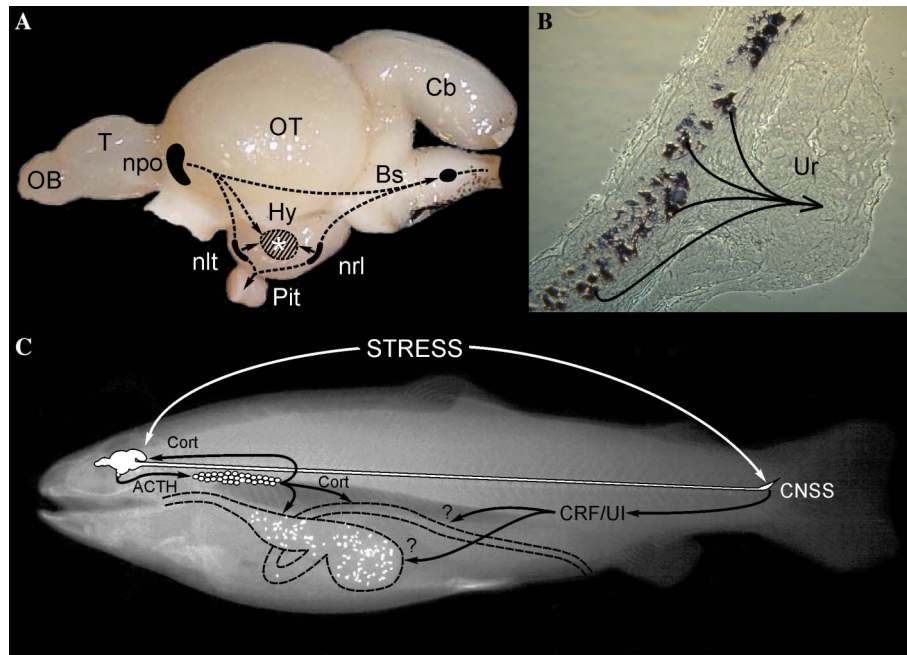 A
OB
T
npo
OT
Cb
Bs
Hy
*
nlt
nrl
Pit
B
Ur
C
STRESS
Cort
ACTH
Cort
CNSS
CRF/UI
?
?